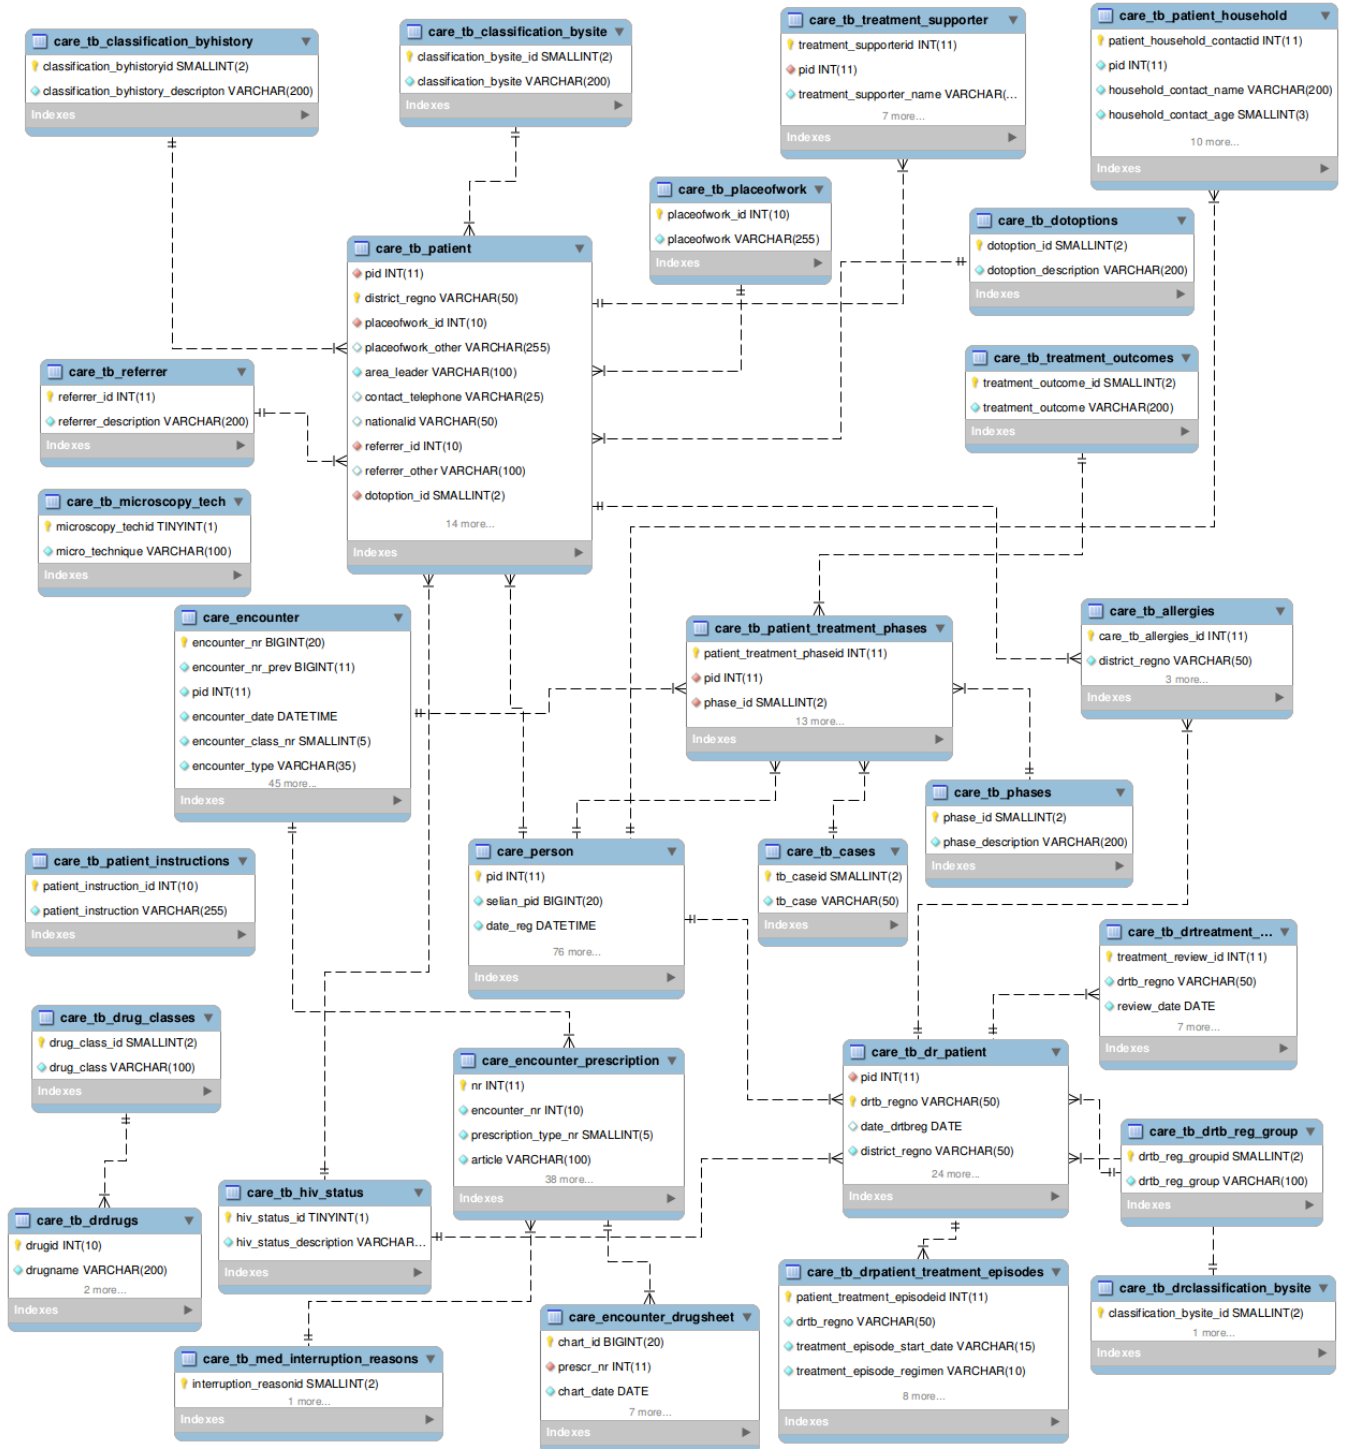 care_tb_classification_byhistory
classification_byhistoryid SMALLINT(2)
classification_byhistory_descripton VARCHAR(200)
Indexes
care_tb_classification_bysite
classification_bysite_id SMALLINT(2)
classification_bysite VARCHAR(200)
Indexes
care_tb_treatment_supporter
treatment_supporterid INT(11)
pid INT(11)
treatment_supporter_name VARCHAR(...
7 more...
Indexes
care_tb_patient_household
patient_household_contactid INT(11)
pid INT(11)
household_contact_name VARCHAR(200)
household_contact_age SMALLINT(3)
10 more...
Indexes
care_tb_placeofwork
placeofwork_id INT(10)
placeofwork VARCHAR(255)
Indexes
care_tb_dotoptions
dotoption_id SMALLINT(2)
dotoption_description VARCHAR(200)
Indexes
care_tb_patient
pid INT(11)
district_regno VARCHAR(50)
placeofwork_id INT(10)
placeofwork_other VARCHAR(255)
area_leader VARCHAR(100)
contact_telephone VARCHAR(25)
nationalid VARCHAR(50)
referrer_id INT(10)
referrer_other VARCHAR(100)
dotoption_id SMALLINT(2)
14 more...
Indexes
care_tb_treatment_outcomes
treatment_outcome_id SMALLINT(2)
treatment_outcome VARCHAR(200)
Indexes
care_tb_referrer
referrer_id INT(11)
referrer_description VARCHAR(200)
Indexes
care_tb_microscopy_tech
microscopy_techid TINYINT(1)
micro_technique VARCHAR(100)
Indexes
care_encounter
encounter_nr BIGINT(20)
encounter_nr_prev BIGINT(11)
pid INT(11)
encounter_date DATETIME
encounter_class_nr SMALLINT(5)
encounter_type VARCHAR(35)
45 more...
Indexes
care_tb_patient_treatment_phases
patient_treatment_phaseid INT(11)
pid INT(11)
phase_id SMALLINT(2)
13 more...
Indexes
care_tb_allergies
care_tb_allergies_id INT(11)
district_regno VARCHAR(50)
3 more...
Indexes
care_tb_phases
phase_id SMALLINT(2)
phase_description VARCHAR(200)
Indexes
care_tb_patient_instructions
patient_instruction_id INT(10)
patient_instruction VARCHAR(255)
Indexes
care_person
pid INT(11)
selian_pid BIGINT(20)
date_reg DATETIME
76 more...
Indexes
care_tb_cases
tb_caseid SMALLINT(2)
tb_case VARCHAR(50)
Indexes
care_tb_drtreatment_...
treatment_review_id INT(11)
drtb_regno VARCHAR(50)
review_date DATE
7 more...
Indexes
care_tb_drug_classes
drug_class_id SMALLINT(2)
drug_class VARCHAR(100)
Indexes
care_encounter_prescription
nr INT(11)
encounter_nr INT(10)
prescription_type_nr SMALLINT(5)
article VARCHAR(100)
38 more...
Indexes
care_tb_dr_patient
pid INT(11)
drtb_regno VARCHAR(50)
date_drtbreg DATE
district_regno VARCHAR(50)
24 more...
Indexes
care_tb_drtb_reg_group
drtb_reg_groupid SMALLINT(2)
drtb_reg_group VARCHAR(100)
Indexes
care_tb_hiv_status
hiv_status_id TINYINT(1)
hiv_status_description VARCHAR...
Indexes
care_tb_drdrugs
drugid INT(10)
drugname VARCHAR(200)
2 more...
Indexes
care_tb_drpatient_treatment_episodes
patient_treatment_episodeid INT(11)
drtb_regno VARCHAR(50)
treatment_episode_start_date VARCHAR(15)
treatment_episode_regimen VARCHAR(10)
8 more...
Indexes
care_tb_drclassification_bysite
classification_bysite_id SMALLINT(2)
1 more...
Indexes
care_encounter_drugsheet
chart_id BIGINT(20)
prescr_nr INT(11)
chart_date DATE
7 more...
Indexes
care_tb_med_interruption_reasons
interruption_reasonid SMALLINT(2)
1 more...
Indexes